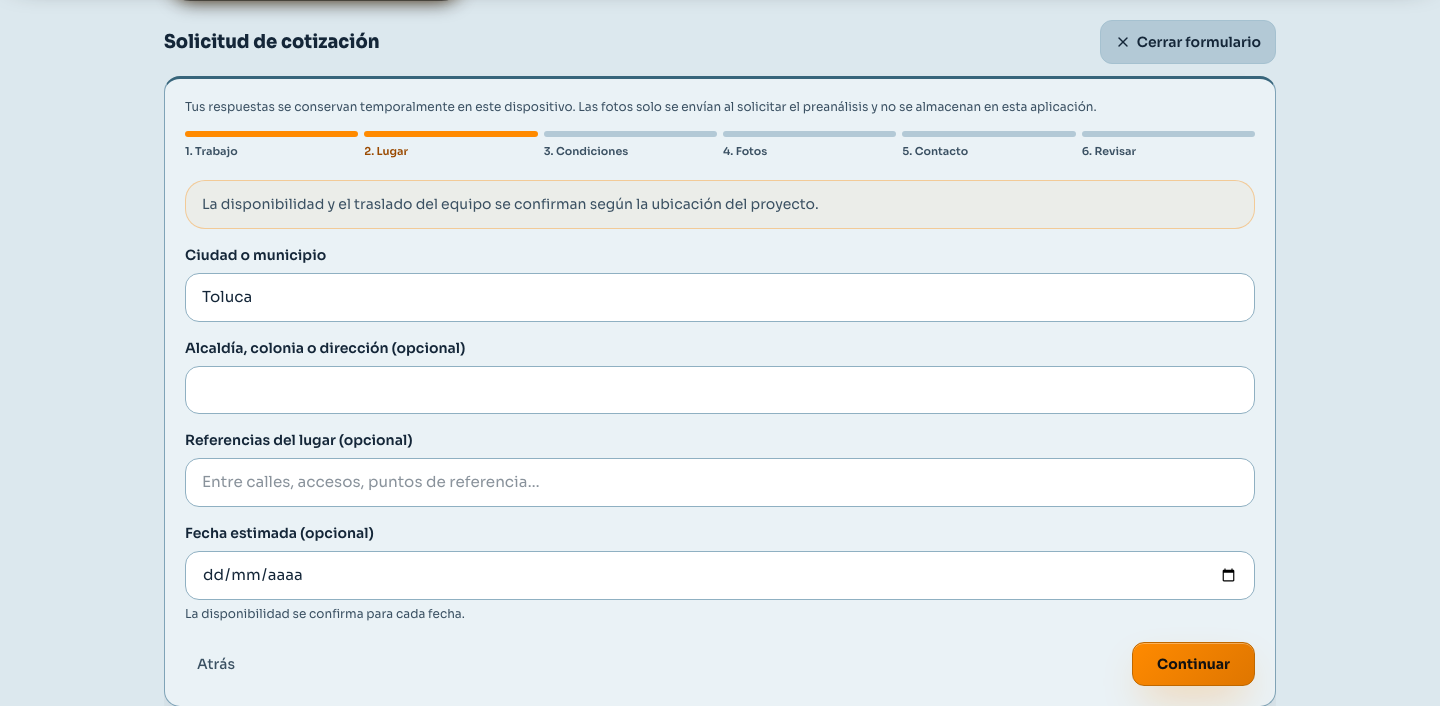 Solicitud de cotización
Cerrar formulario
Tus respuestas se conservan temporalmente en este dispositivo. Las fotos solo se envían al solicitar el preanálisis y no se almacenan en esta aplicación.
1. Trabajo
2. Lugar
3. Condiciones
4. Fotos
5. Contacto
6. Revisar
La disponibilidad y el traslado del equipo se confirman según la ubicación del proyecto.
Ciudad o municipio
Toluca
Alcaldía, colonia o dirección (opcional)
Referencias del lugar (opcional)
Entre calles, accesos, puntos de referencia...
Fecha estimada (opcional)
dd/mm/aaaa
La disponibilidad se confirma para cada fecha.
Atrás
Continuar